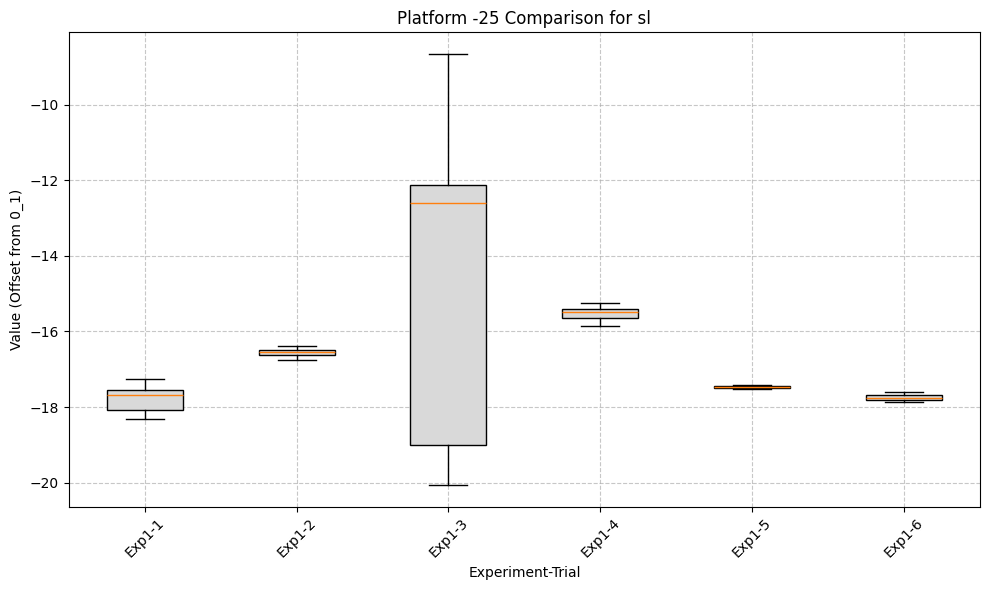 Platform -25 Comparison for sl
Value (Offset from 0_1)
−10
−12
−14
−16
−18
−20
Exp1-1
Exp1-2
Exp1-3
Exp1-4
Exp1-5
Exp1-6
Experiment-Trial